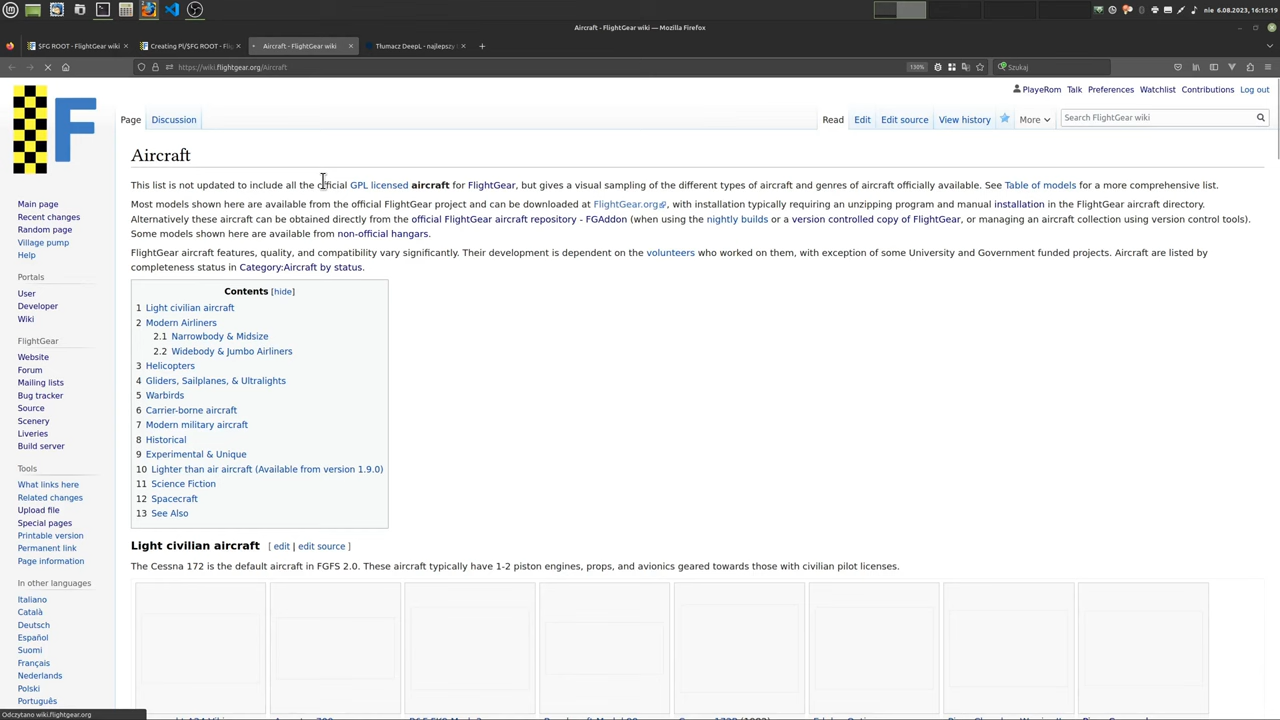 nie 6.08.2023, 16:15:19
Aircraft - FlightGear wiki — Mozilla Firefox
$FG ROOT - FlightGear wiki
Creating Pl/$FG ROOT - Fli
Aircraft - FlightGear wiki
Tłumacz DeepL - najlepszy
https://wiki.flightgear.org/Aircraft
130%
Szukaj
PlayeRom Talk Preferences Watchlist Contributions Log out
Page Discussion
Read Edit Edit source View history More
Search FlightGear wiki
Aircraft
This list is not updated to include all the official GPL licensed aircraft for FlightGear, but gives a visual sampling of the different types of aircraft and genres of aircraft officially available. See Table of models for a more comprehensive list.
Most models shown here are available from the official FlightGear project and can be downloaded at FlightGear.org, with installation typically requiring an unzipping program and manual installation in the FlightGear aircraft directory.
Alternatively these aircraft can be obtained directly from the official FlightGear aircraft repository - FGAddon (when using the nightly builds or a version controlled copy of FlightGear, or managing an aircraft collection using version control tools).
Some models shown here are available from non-official hangars.
FlightGear aircraft features, quality, and compatibility vary significantly. Their development is dependent on the volunteers who worked on them, with exception of some University and Government funded projects. Aircraft are listed by
completeness status in Category:Aircraft by status.
Contents [hide]
1 Light civilian aircraft
2 Modern Airliners
2.1 Narrowbody & Midsize
2.2 Widebody & Jumbo Airliners
3 Helicopters
4 Gliders, Sailplanes, & Ultralights
5 Warbirds
6 Carrier-borne aircraft
7 Modern military aircraft
8 Historical
9 Experimental & Unique
10 Lighter than air aircraft (Available from version 1.9.0)
11 Science Fiction
12 Spacecraft
13 See Also
Light civilian aircraft [ edit | edit source ]
The Cessna 172 is the default aircraft in FGFS 2.0. These aircraft typically have 1-2 piston engines, props, and avionics geared towards those with civilian pilot licenses.
Main page
Recent changes
Random page
Village pump
Help
Portals
User
Developer
Wiki
FlightGear
Website
Forum
Mailing lists
Bug tracker
Source
Scenery
Liveries
Build server
Tools
What links here
Related changes
Upload file
Special pages
Printable version
Permanent link
Page information
In other languages
Italiano
Català
Deutsch
Español
Suomi
Français
Nederlands
Polski
Português
Odczytano wiki.flightgear.org